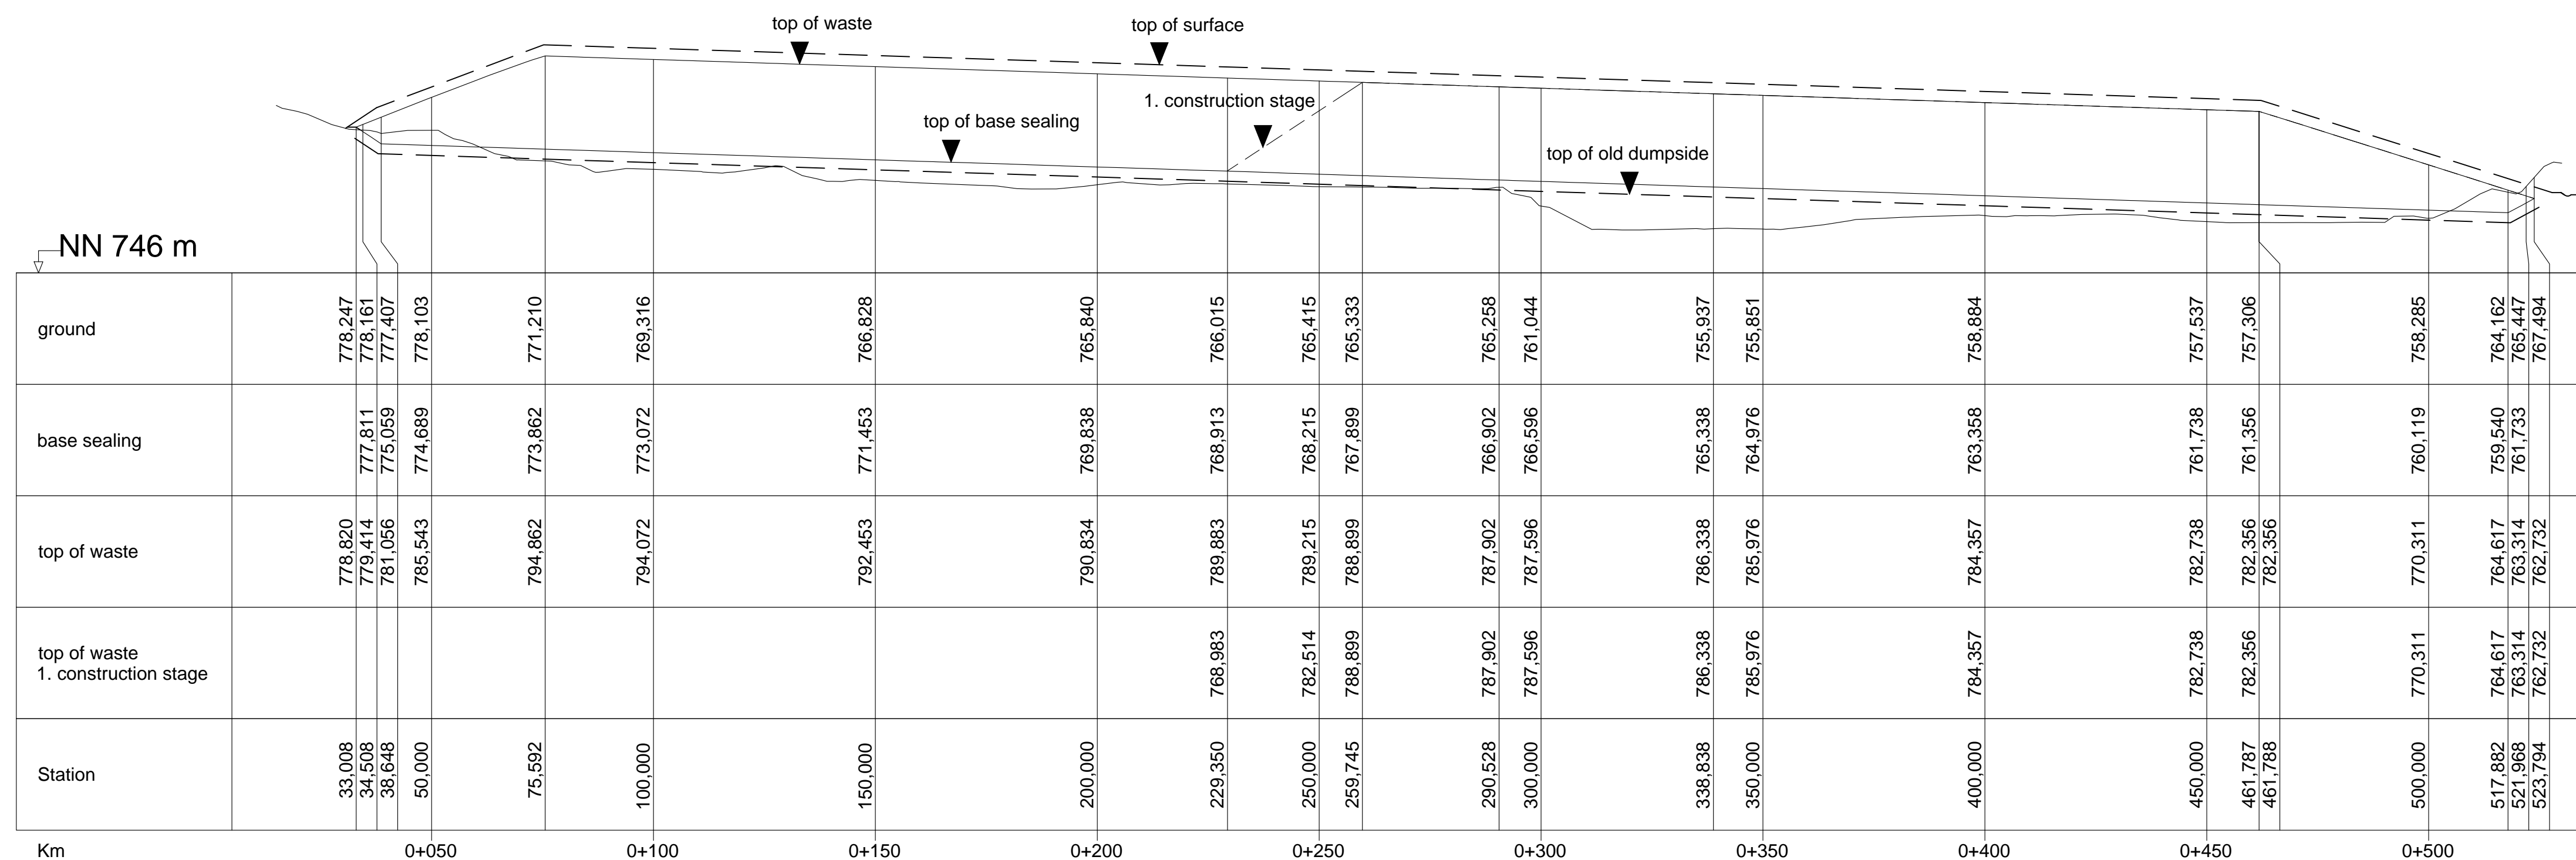 top of waste
top of surface
1. construction stage
top of base sealing
top of old dumpside
NN 746 m
ground
778,247 778,161 777,407 778,103 771,210 769,316 766,828 765,840 766,015 765,415 765,333 765,258 761,044 755,937 755,851 758,884 757,537 757,306 758,285 764,162 765,447 767,494
base sealing
777,811 775,059 774,689 773,862 773,072 771,453 769,838 768,913 768,215 767,899 766,902 766,596 765,338 764,976 763,358 761,738 761,356 760,119 759,540 761,733
top of waste
778,820 779,414 781,056 785,543 794,862 794,072 792,453 790,834 789,883 789,215 788,899 787,902 787,596 786,338 785,976 784,357 782,738 782,356 782,356 770,311 764,617 763,314 762,732
top of waste
1. construction stage
768,983 782,514 788,899 787,902 787,596 786,338 785,976 784,357 782,738 782,356 770,311 764,617 763,314 762,732
Station
33,008 34,508 38,648 50,000 75,592 100,000 150,000 200,000 229,350 250,000 259,745 290,528 300,000 338,838 350,000 400,000 450,000 461,787 461,788 500,000 517,882 521,968 523,794
Km 0+050 0+100 0+150 0+200 0+250 0+300 0+350 0+400 0+450 0+500